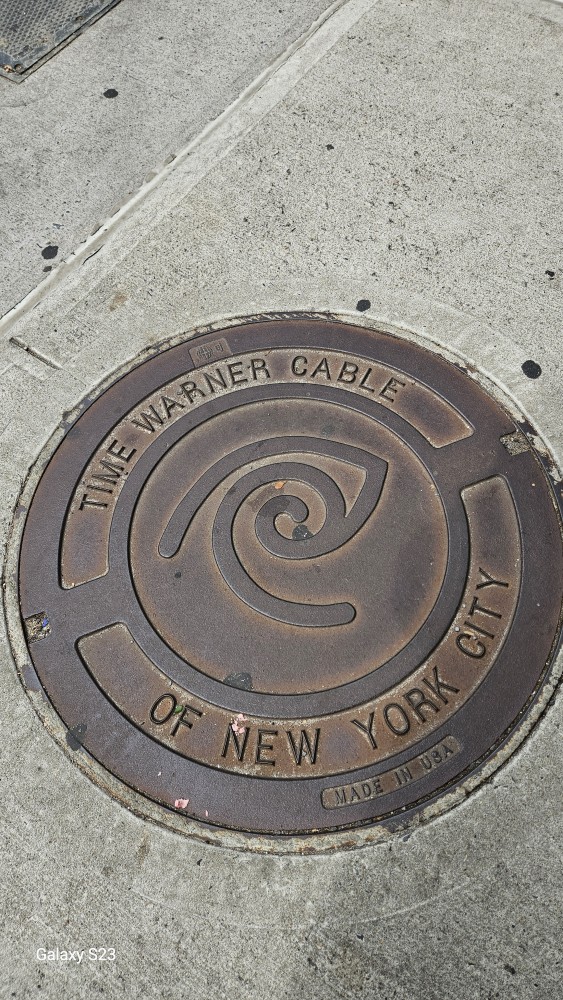 TIME WARNER CABLE
OF NEW YORK CITY
MADE IN USA
Galaxy S23